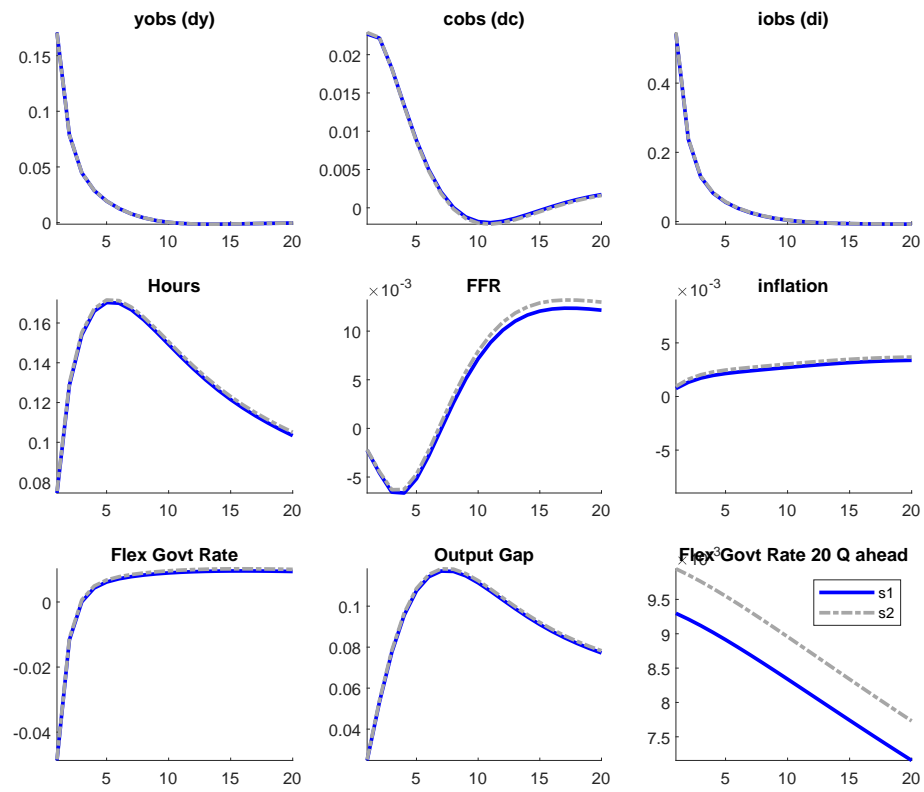 yobs (dy)
0.15
0.1
0.05
0
5 10 15 20
cobs (dc)
0.02
0.015
0.01
0.005
0
5 10 15 20
iobs (di)
0.4
0.2
0
5 10 15 20
Hours
0.16
0.14
0.12
0.1
0.08
5 10 15 20
FFR
×10-3
10
5
0
-5
5 10 15 20
inflation
×10-3
5
0
-5
5 10 15 20
Flex Govt Rate
0
-0.02
-0.04
5 10 15 20
Output Gap
0.1
0.08
0.06
0.04
5 10 15 20
Flex Govt Rate 20 Q ahead
×10-3
9.5
9
8.5
8
7.5
5 10 15 20
s1
s2